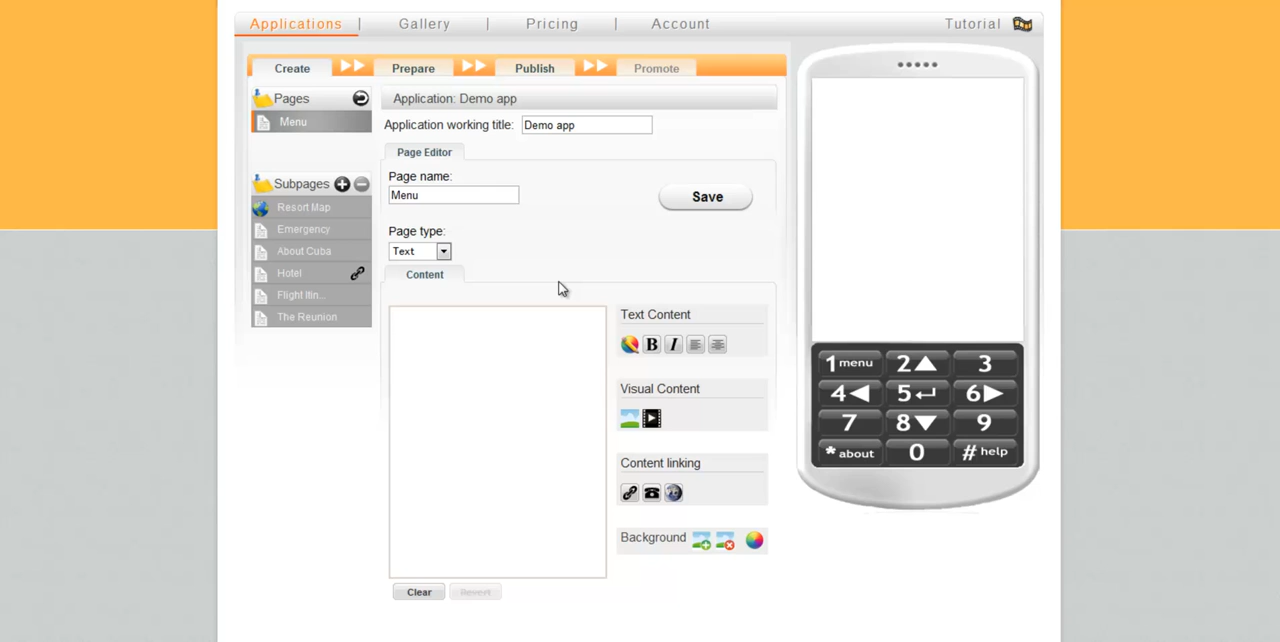 Applications | Gallery | Pricing | Account Tutorial
Create Prepare Publish Promote
Pages
Menu
Subpages
Resort Map
Emergency
About Cuba
Hotel
Flight Itin...
The Reunion
Application: Demo app
Application working title: Demo app
Page Editor
Page name:
Menu
Save
Page type:
Text
Content
Text Content
B I
Visual Content
Content linking
Background
Clear Revert
1 menu 2 3
4 5 6
7 8 9
* about 0 # help